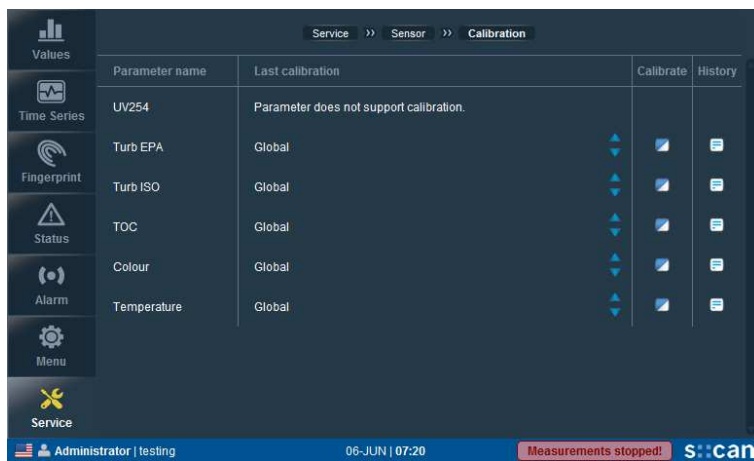 Values
Time Series
Fingerprint
Status
Alarm
Menu
Service
Service ›› Sensor ›› Calibration
Parameter name Last calibration Calibrate History
UV254 Parameter does not support calibration.
Turb EPA Global
Turb ISO Global
TOC Global
Colour Global
Temperature Global
Administrator | testing 06-JUN | 07:20 Measurements stopped! s::can